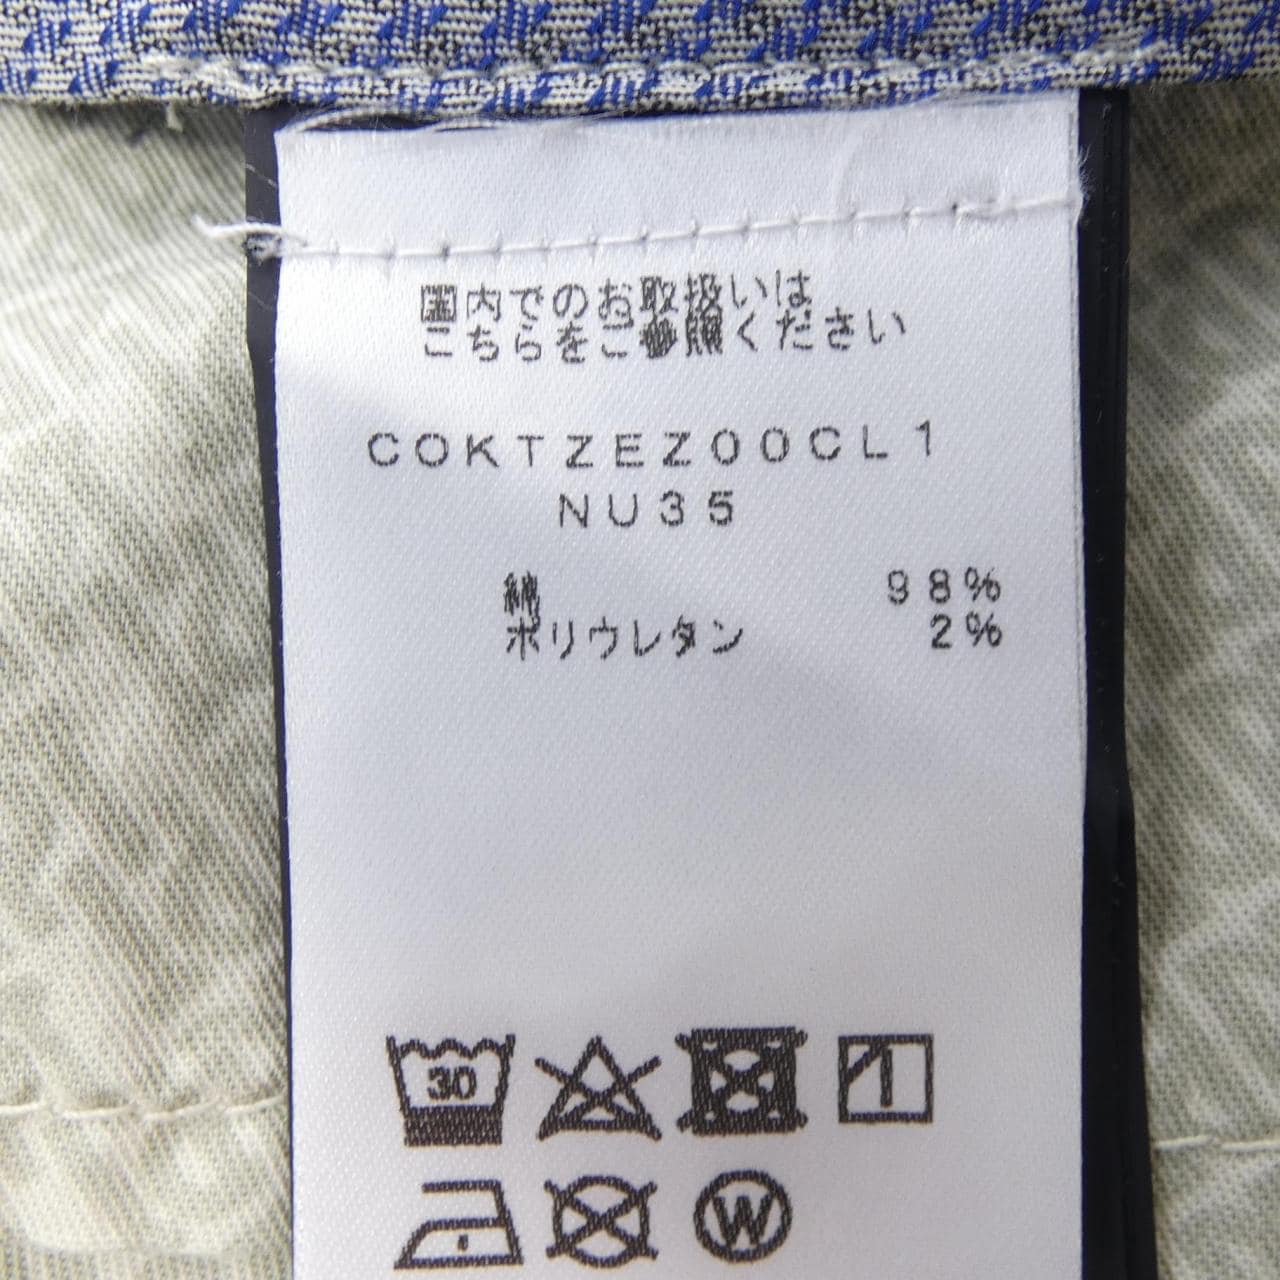 国内でのお取扱いは
こちらをご参照ください
COKTZEZ00CL1
NU35
綿 98%
ポリウレタン 2%
30
W